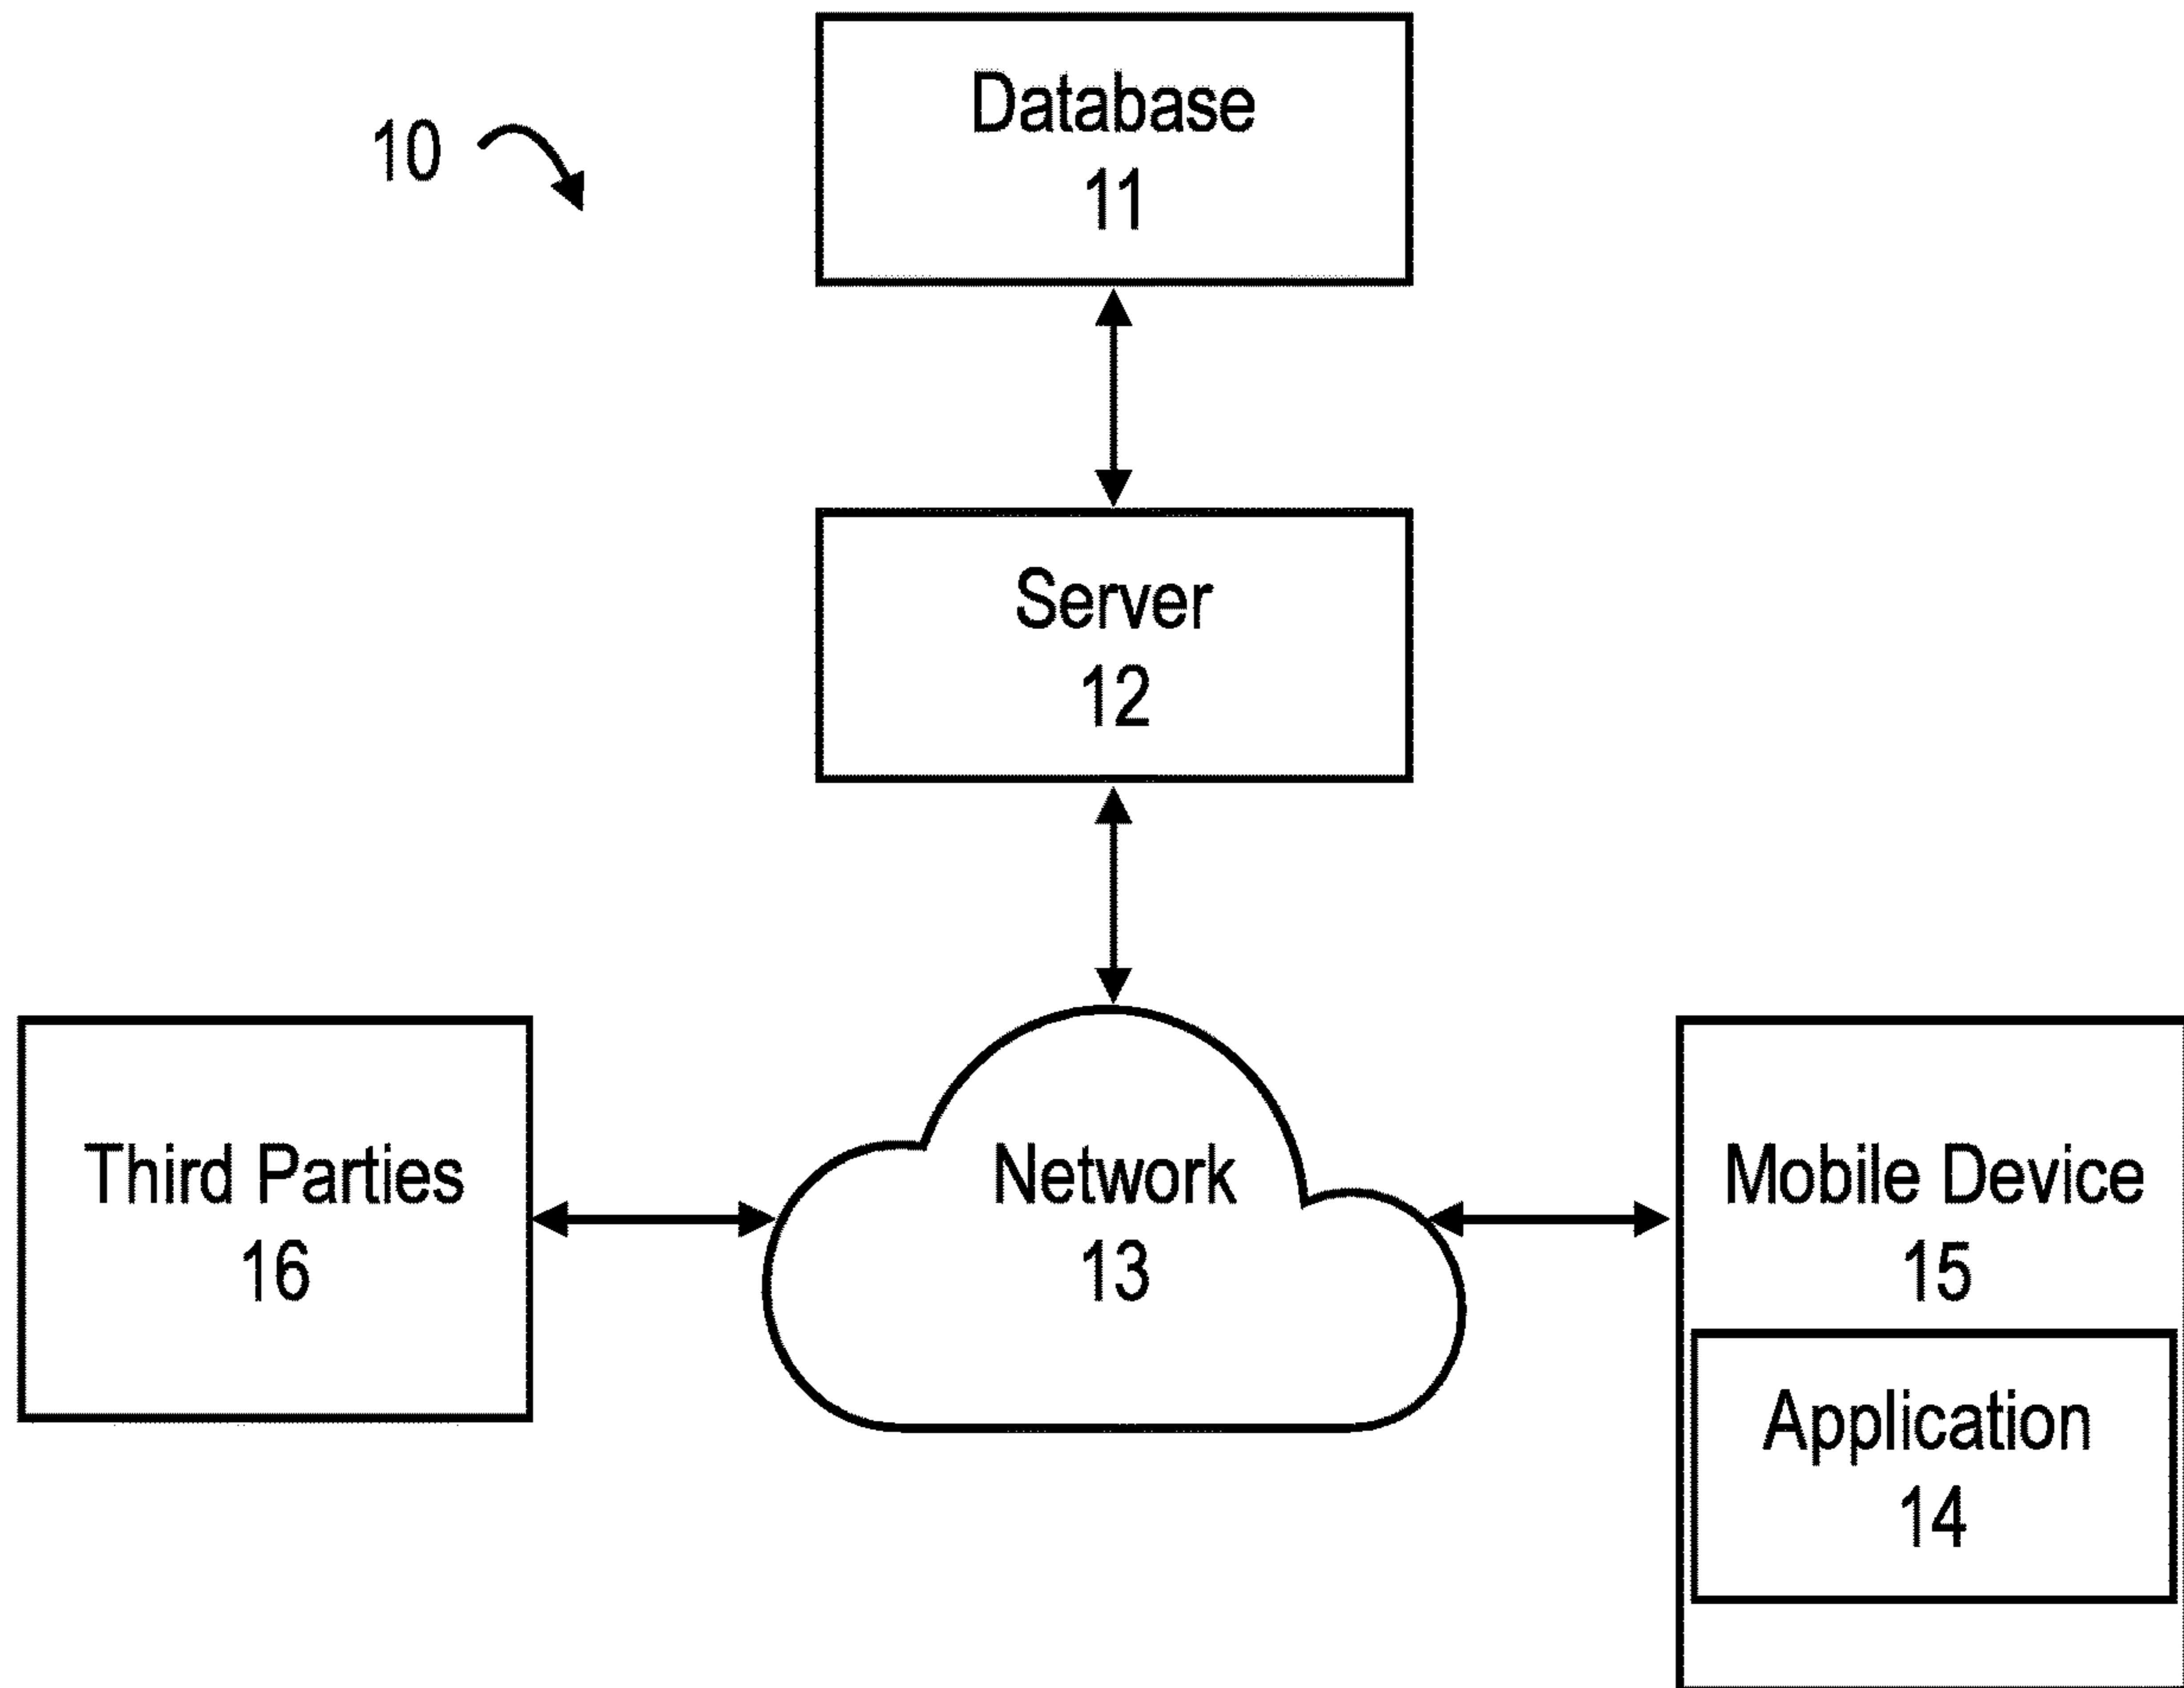 10
Database
11
Server
12
Third Parties
16
Network
13
Mobile Device
15
Application
14